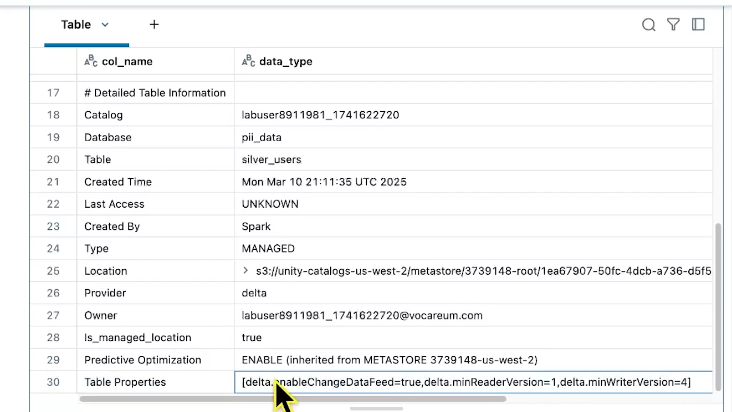 Table +
ABC col_name ABC data_type
17 # Detailed Table Information
18 Catalog labuser8911981_1741622720
19 Database pii_data
20 Table silver_users
21 Created Time Mon Mar 10 21:11:35 UTC 2025
22 Last Access UNKNOWN
23 Created By Spark
24 Type MANAGED
25 Location > s3://unity-catalogs-us-west-2/metastore/3739148-root/1ea67907-50fc-4dcb-a736-d5f5
26 Provider delta
27 Owner labuser8911981_1741622720@vocareum.com
28 Is_managed_location true
29 Predictive Optimization ENABLE (inherited from METASTORE 3739148-us-west-2)
30 Table Properties [delta.enableChangeDataFeed=true,delta.minReaderVersion=1,delta.minWriterVersion=4]